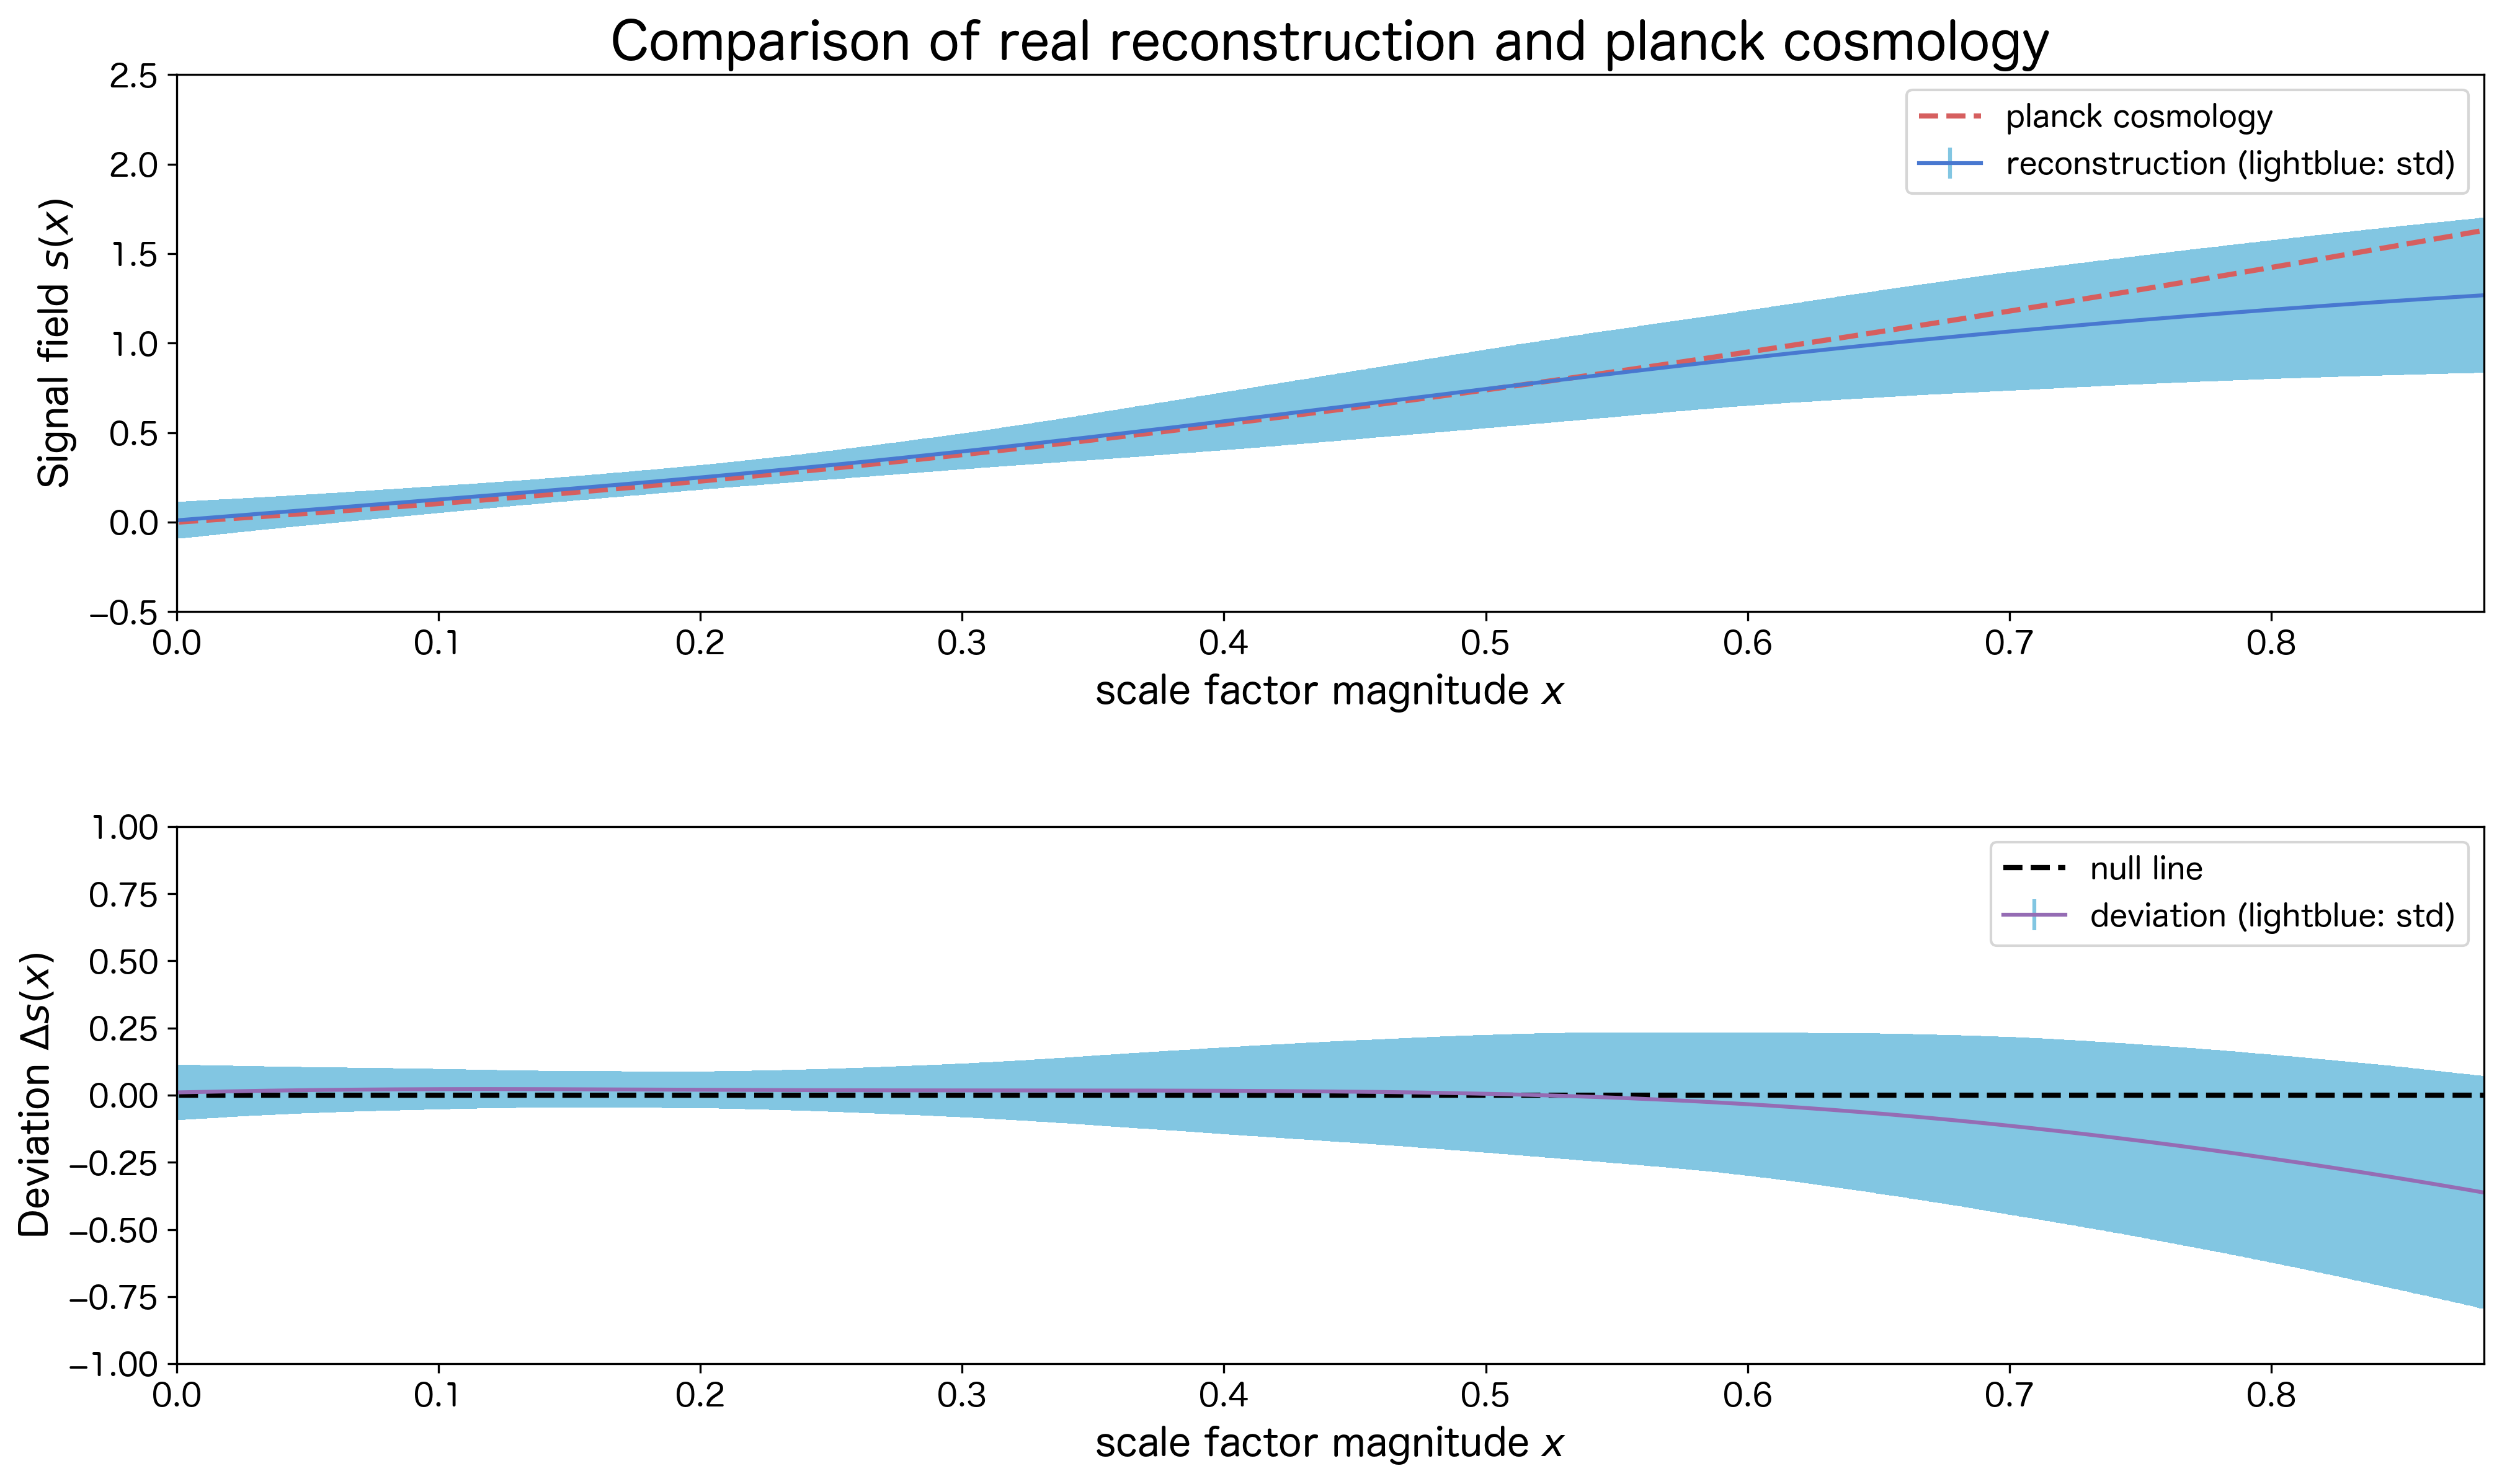 Comparison of real reconstruction and planck cosmology
2.5
2.0
1.5
1.0
0.5
0.0
−0.5
Signal field s(x)
planck cosmology
reconstruction (lightblue: std)
0.0 0.1 0.2 0.3 0.4 0.5 0.6 0.7 0.8
scale factor magnitude x
1.00
0.75
0.50
0.25
0.00
−0.25
−0.50
−0.75
−1.00
Deviation Δs(x)
null line
deviation (lightblue: std)
0.0 0.1 0.2 0.3 0.4 0.5 0.6 0.7 0.8
scale factor magnitude x